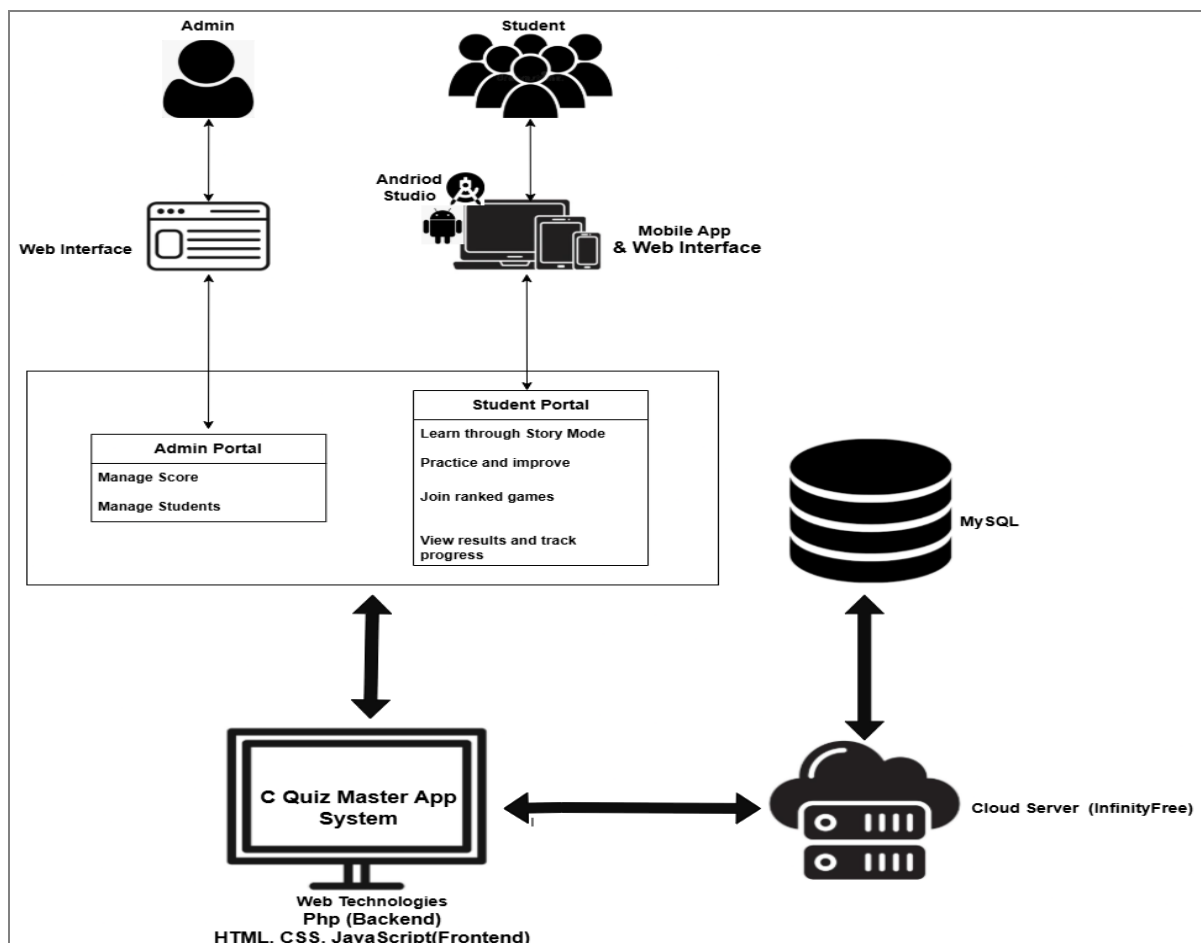 Admin
Student
Andriod
Studio
Mobile App
& Web Interface
Web Interface
Admin Portal
Manage Score
Manage Students
Student Portal
Learn through Story Mode
Practice and improve
Join ranked games
View results and track
progress
MySQL
C Quiz Master App
System
Cloud Server (InfinityFree)
Web Technologies
Php (Backend)
HTML, CSS, JavaScript(Frontend)